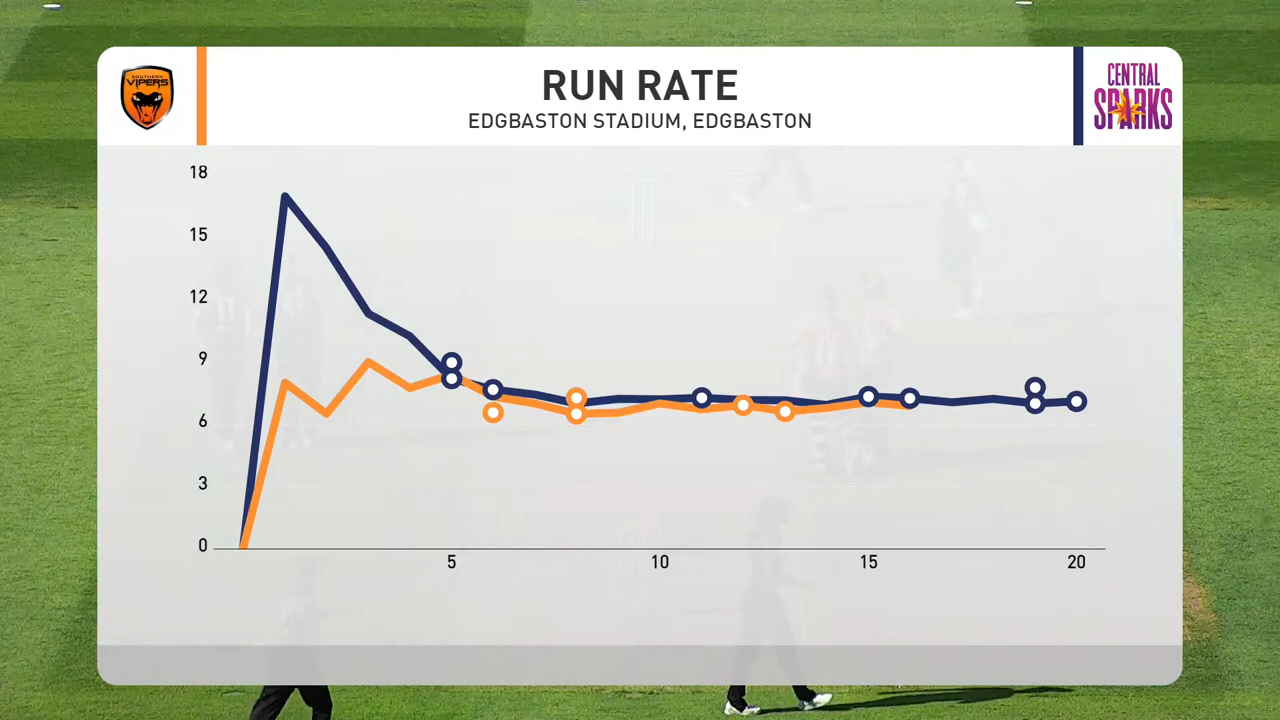 SOUTHERN
VIPERS
RUN RATE
EDGBASTON STADIUM, EDGBASTON
CENTRAL
SPARKS
18
15
12
9
6
3
0
5
10
15
20